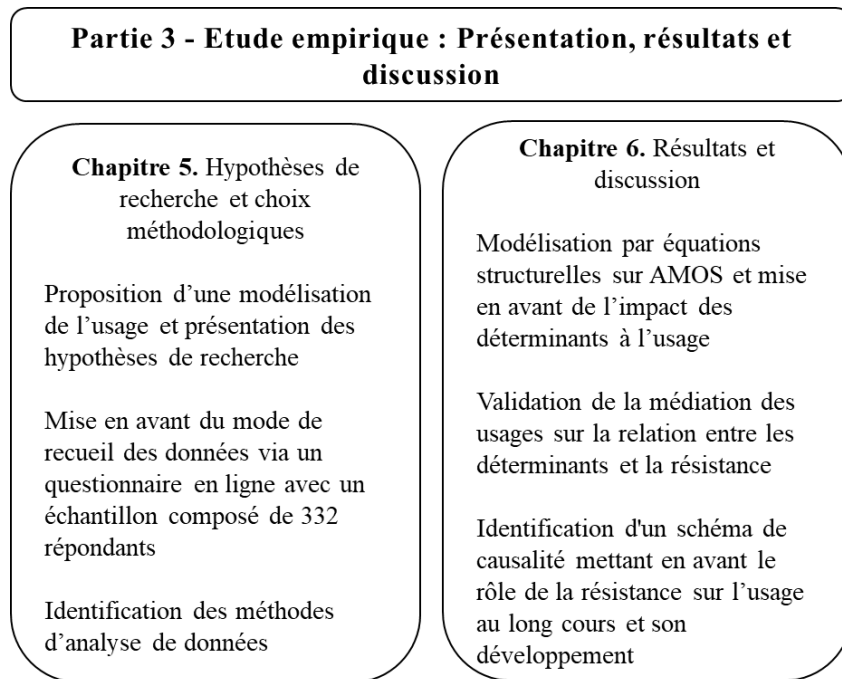 Partie 3 - Etude empirique : Présentation, résultats et
discussion
Chapitre 5. Hypothèses de
recherche et choix
méthodologiques
Proposition d’une modélisation
de l’usage et présentation des
hypothèses de recherche
Mise en avant du mode de
recueil des données via un
questionnaire en ligne avec un
échantillon composé de 332
répondants
Identification des méthodes
d’analyse de données
Chapitre 6. Résultats et
discussion
Modélisation par équations
structurelles sur AMOS et mise
en avant de l’impact des
déterminants à l’usage
Validation de la médiation des
usages sur la relation entre les
déterminants et la résistance
Identification d'un schéma de
causalité mettant en avant le
rôle de la résistance sur l’usage
au long cours et son
développement